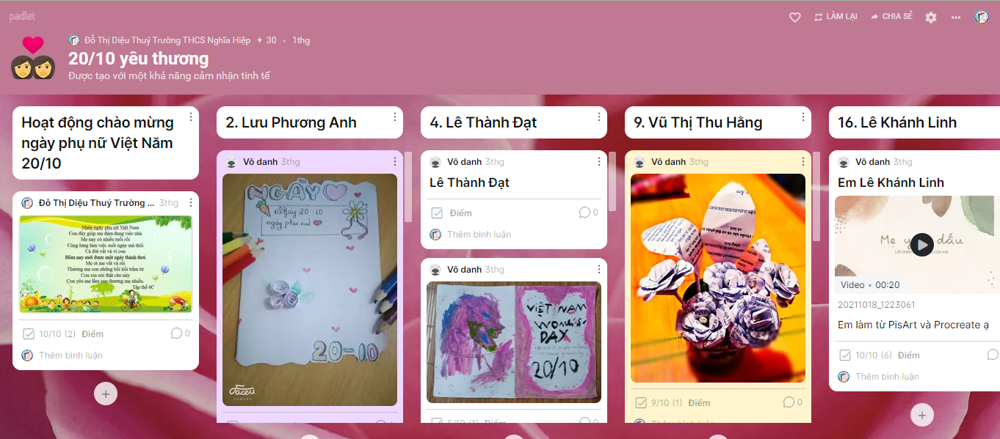 padlet
LÀM LẠI
CHIA SẺ
Đỗ Thị Diệu Thuý Trường THCS Nghĩa Hiệp + 30 • 1thg
20/10 yêu thương
Được tạo với một khả năng cảm nhận tinh tế
Hoạt động chào mừng
ngày phụ nữ Việt Năm
20/10
Đỗ Thị Diệu Thuý Trường ... 3thg
Nhân ngày phụ nữ Việt Nam
Con đây giúp mẹ đảm đang việc nhà
Mẹ nay có nhiều tuổi rồi
Còng lưng làm việc suốt ngày mà thôi
Cả đời vất vả vì con
Hôm nay mới được một ngày thảnh thơi
Mẹ ơi mẹ vất vả rồi
Thương mẹ con những bồi hồi trăm tư
Con xin nói thật câu này
Con yêu mẹ lắm con thương mẹ nhiều.
Tập thể 6C
10/10 (2) Điểm 0
Thêm bình luận
2. Lưu Phương Anh
Vô danh 3thg
NGÀY
Ngày 20-10
ngày phụ nữ
20-10
CAMERA
4. Lê Thành Đạt
Vô danh 3thg
Lê Thành Đạt
Điểm 0
Thêm bình luận
Vô danh 3thg
VIỆT NAM
20/10
5/10 (1) Điểm 0
9. Vũ Thị Thu Hằng
Vô danh 3thg
9/10 (1) Điểm 0
Thêm bình luận
16. Lê Khánh Linh
Vô danh 3thg
Em Lê Khánh Linh
Mẹ y dấu
Video • 00:20
20211018_1223061
Em làm từ PisArt và Procreate ạ
10/10 (6) Điểm
Thêm bình luận